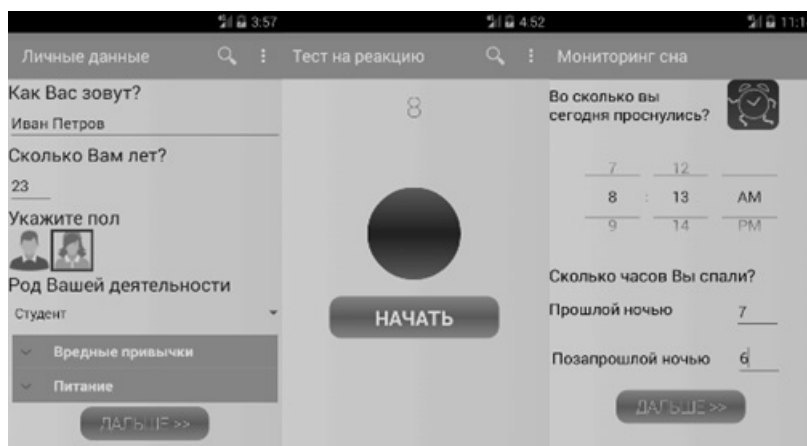 3:57
Личные данные
Как Вас зовут?
Иван Петров
Сколько Вам лет?
23
Укажите пол
Род Вашей деятельности
Студент
Вредные привычки
Питание
ДАЛЬШЕ >>
4:52
Тест на реакцию
8
НАЧАТЬ
11:1
Мониторинг сна
Во сколько вы
сегодня проснулись?
7 12
8 : 13 AM
9 14 PM
Сколько часов Вы спали?
Прошлой ночью 7
Позапрошлой ночью 6
ДАЛЬШЕ >>